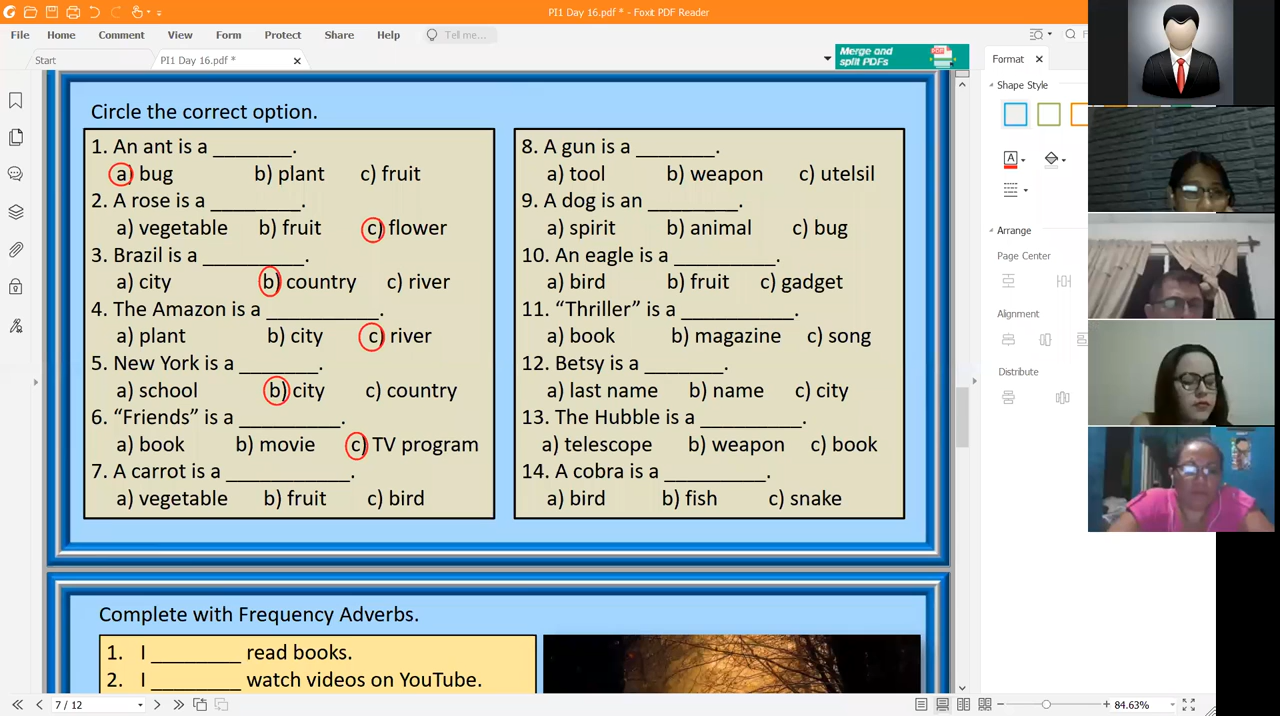 PI1 Day 16.pdf * - Foxit PDF Reader
File Home Comment View Form Protect Share Help Tell me...
Start PI1 Day 16.pdf *
Merge and
split PDFs
Format
Shape Style
Arrange
Page Center
Alignment
Distribute
Circle the correct option.
1. An ant is a _______.
a) bug b) plant c) fruit
2. A rose is a ________.
a) vegetable b) fruit c) flower
3. Brazil is a _________.
a) city b) country c) river
4. The Amazon is a __________.
a) plant b) city c) river
5. New York is a _______.
a) school b) city c) country
6. “Friends” is a _________.
a) book b) movie c) TV program
7. A carrot is a ___________.
a) vegetable b) fruit c) bird
8. A gun is a _______.
a) tool b) weapon c) utelsil
9. A dog is an ________.
a) spirit b) animal c) bug
10. An eagle is a _________.
a) bird b) fruit c) gadget
11. “Thriller” is a __________.
a) book b) magazine c) song
12. Betsy is a _______.
a) last name b) name c) city
13. The Hubble is a _________.
a) telescope b) weapon c) book
14. A cobra is a _________.
a) bird b) fish c) snake
Complete with Frequency Adverbs.
1. I ________ read books.
2. I ________ watch videos on YouTube.
7 / 12
84.63%